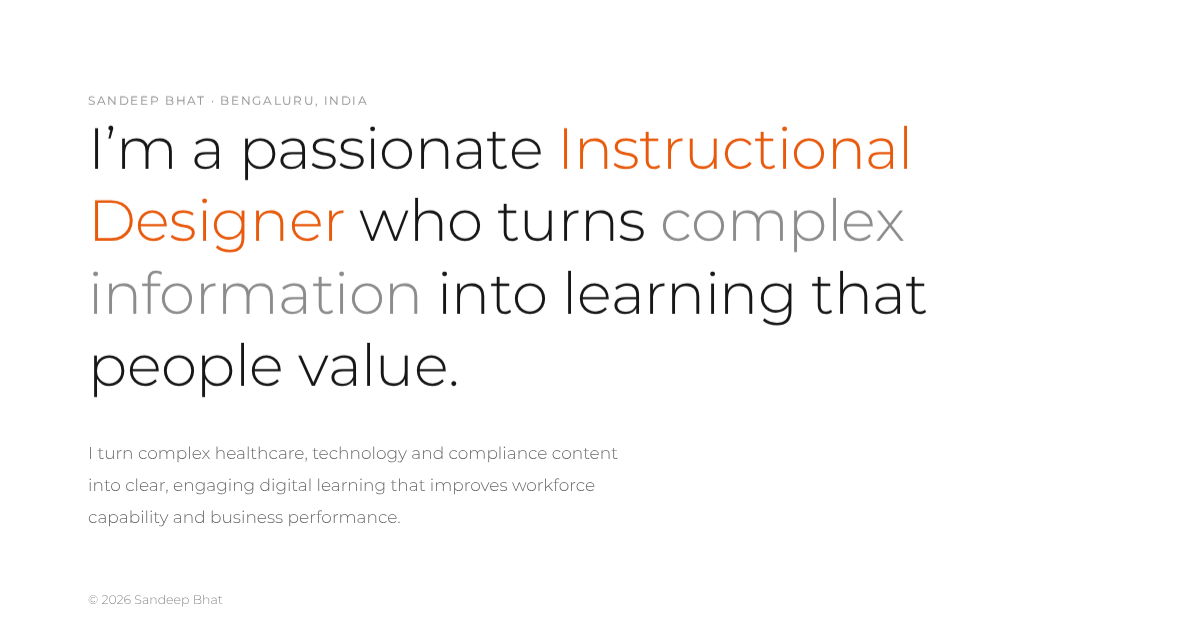 SANDEEP BHAT · BENGALURU, INDIA
I’m a passionate Instructional
Designer who turns complex
information into learning that
people value.
I turn complex healthcare, technology and compliance content
into clear, engaging digital learning that improves workforce
capability and business performance.
© 2026 Sandeep Bhat